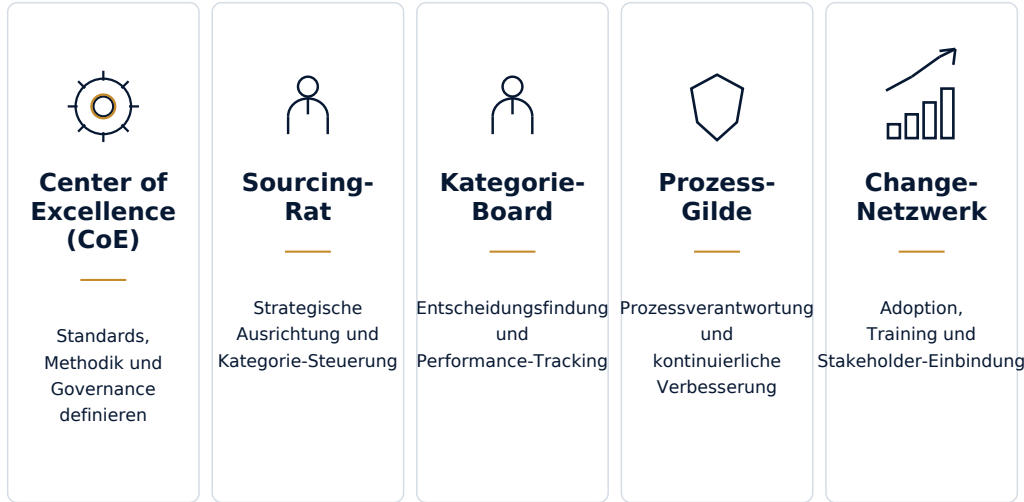 Center of
Excellence
(CoE)
Standards,
Methodik und
Governance
definieren
Sourcing-
Rat
Strategische
Ausrichtung und
Kategorie-Steuerung
Kategorie-
Board
Entscheidungsfindung
und
Performance-Tracking
Prozess-
Gilde
Prozessverantwortung
und
kontinuierliche
Verbesserung
Change-
Netzwerk
Adoption,
Training und
Stakeholder-Einbindung